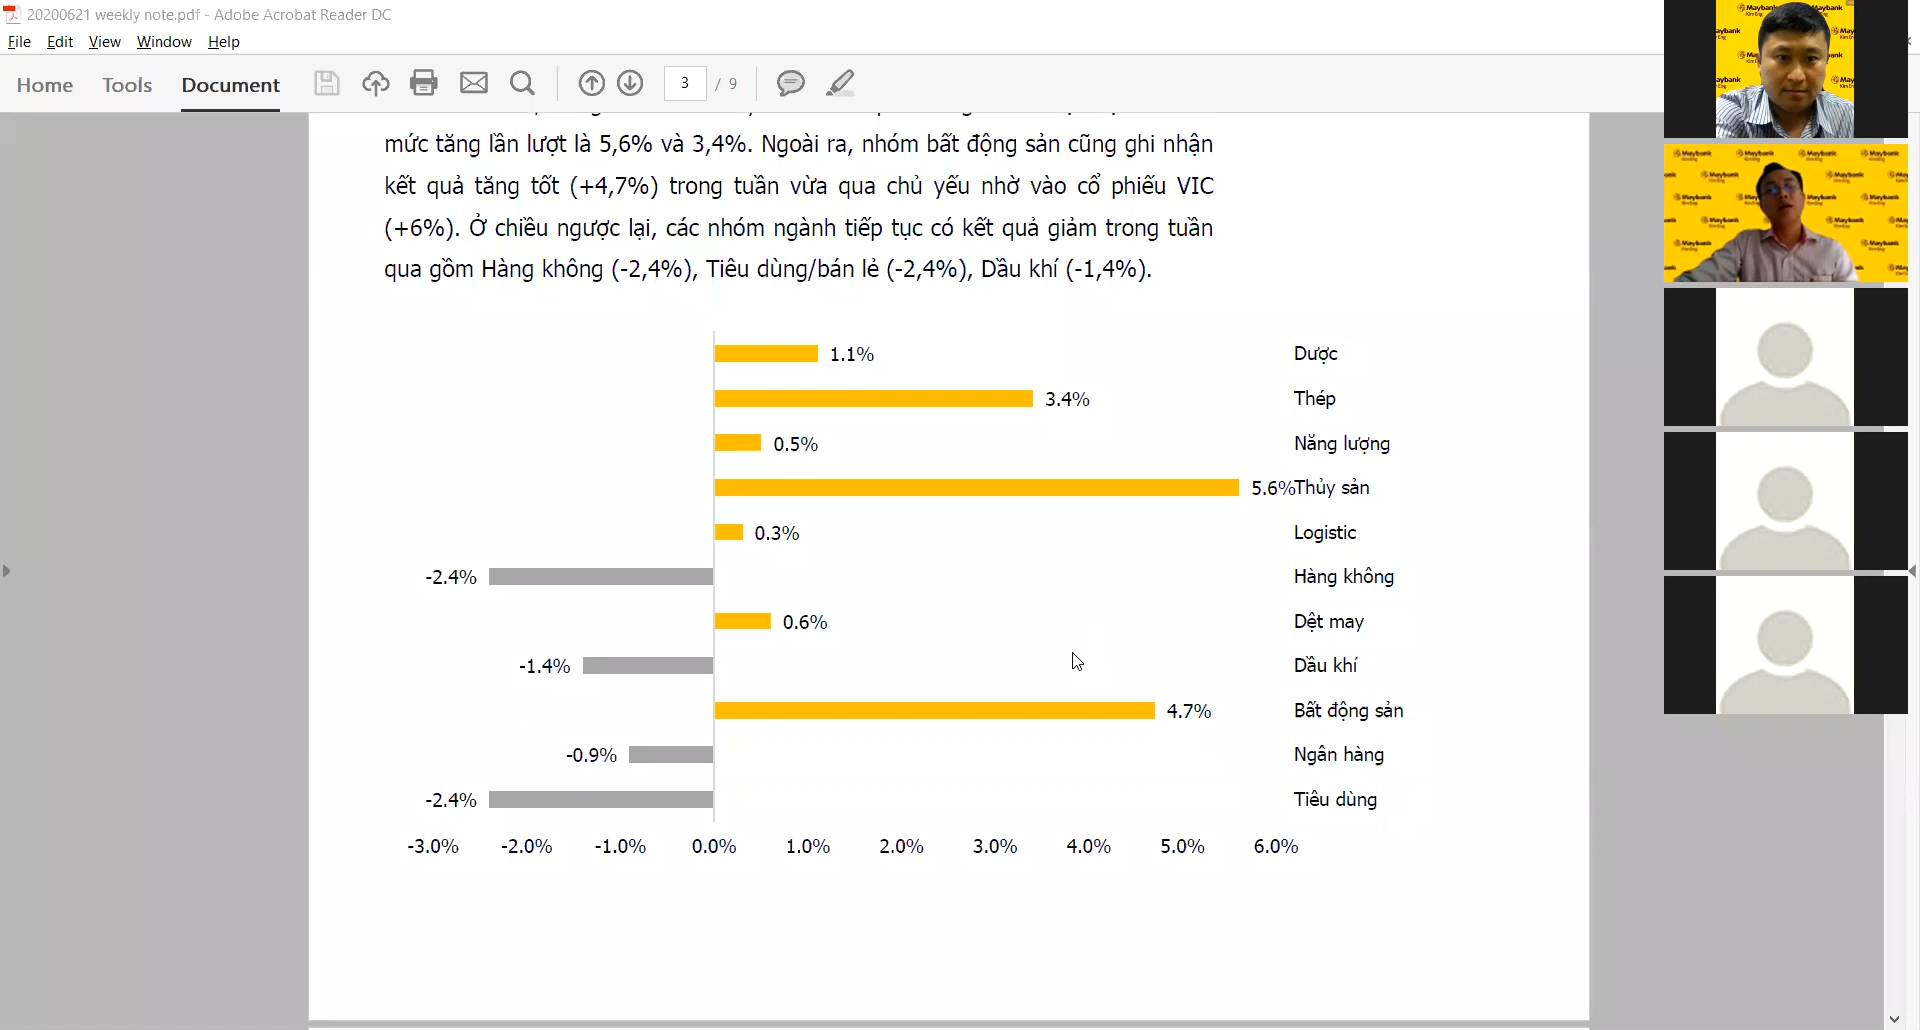 20200621 weekly note.pdf - Adobe Acrobat Reader DC
File Edit View Window Help
Home Tools Document 3 / 9
mức tăng lần lượt là 5,6% và 3,4%. Ngoài ra, nhóm bất động sản cũng ghi nhận
kết quả tăng tốt (+4,7%) trong tuần vừa qua chủ yếu nhờ vào cổ phiếu VIC
(+6%). Ở chiều ngược lại, các nhóm ngành tiếp tục có kết quả giảm trong tuần
qua gồm Hàng không (-2,4%), Tiêu dùng/bán lẻ (-2,4%), Dầu khí (-1,4%).
1.1% Dược
3.4% Thép
0.5% Năng lượng
5.6% Thủy sản
0.3% Logistic
-2.4% Hàng không
0.6% Dệt may
-1.4% Dầu khí
4.7% Bất động sản
-0.9% Ngân hàng
-2.4% Tiêu dùng
-3.0% -2.0% -1.0% 0.0% 1.0% 2.0% 3.0% 4.0% 5.0% 6.0%
Maybank
Kim Eng
Maybank Maybank Maybank Maybank